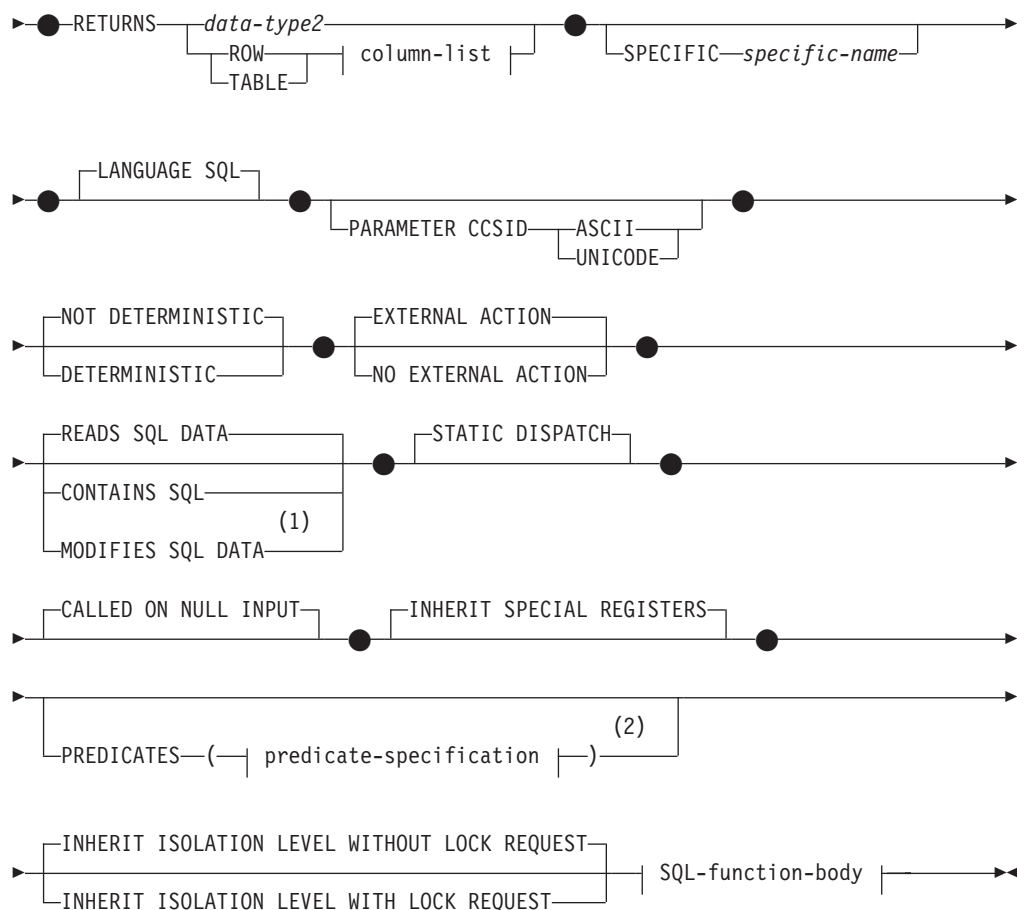 RETURNS data-type2 SPECIFIC specific-name
ROW column-list
TABLE
LANGUAGE SQL
PARAMETER CCSID ASCII
UNICODE
NOT DETERMINISTIC EXTERNAL ACTION
DETERMINISTIC NO EXTERNAL ACTION
READS SQL DATA STATIC DISPATCH
CONTAINS SQL
(1)
MODIFIES SQL DATA
CALLED ON NULL INPUT INHERIT SPECIAL REGISTERS
(2)
PREDICATES ( predicate-specification )
INHERIT ISOLATION LEVEL WITHOUT LOCK REQUEST
SQL-function-body
INHERIT ISOLATION LEVEL WITH LOCK REQUEST